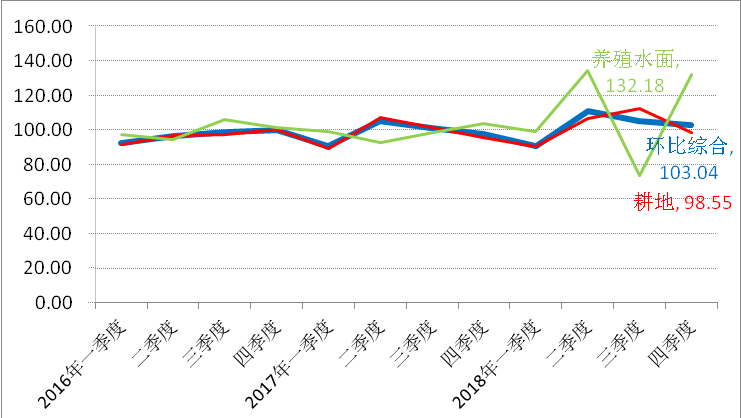 160.00
140.00
120.00
100.00
80.00
60.00
40.00
20.00
0.00
养殖水面,
132.18
环比综合,
103.04
耕地, 98.55
2016年一季度
二季度
三季度
四季度
2017年一季度
二季度
三季度
四季度
2018年一季度
二季度
三季度
四季度